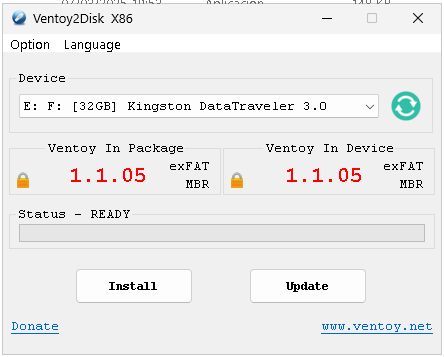 Ventoy2Disk X86
Option Language
Device
E: F: [32GB] Kingston DataTraveler 3.0
Ventoy In Package
1.1.05
exFAT
MBR
Ventoy In Device
1.1.05
exFAT
MBR
Status - READY
Install
Update
Donate
www.ventoy.net